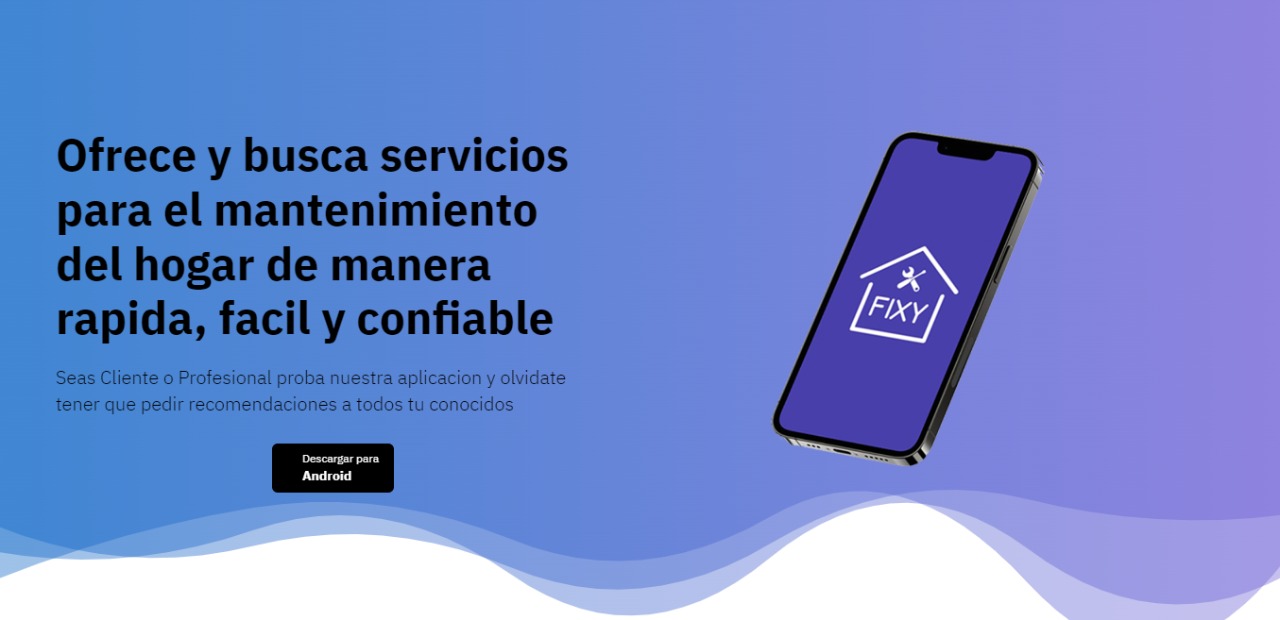 Ofrece y busca servicios
para el mantenimiento
del hogar de manera
rapida, facil y confiable
Seas Cliente o Profesional proba nuestra aplicacion y olvidate
tener que pedir recomendaciones a todos tu conocidos
Descargar para
Android
FIXY